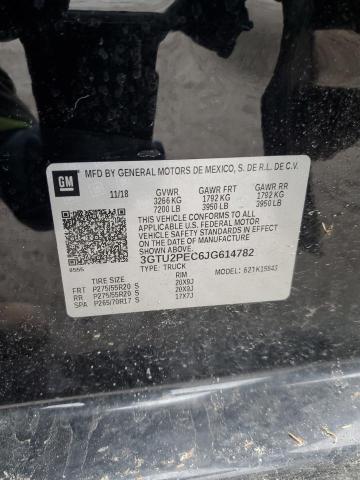 GM
MFD BY GENERAL MOTORS DE MEXICO, S. DE R.L. DE C.V.
11/18 GVWR GAWR FRT GAWR RR
3266 KG 1792 KG 1792 KG
7200 LB 3950 LB 3950 LB
THIS VEHICLE CONFORMS TO ALL
APPLICABLE U.S. FEDERAL MOTOR VEHICLE
SAFETY STANDARDS IN EFFECT ON THE DATE OF
MANUFACTURE SHOWN ABOVE.
3GTU2PEC6JG614782
TYPE: TRUCK MODEL:
TIRE SIZE RIM
FRT P275/55R20 S 20X9J
RR P275/55R20 S 20X9J
SPA P265/70R17 S 17X7J